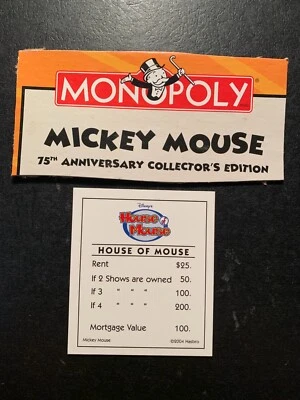 MONOPOLY®
MICKEY MOUSE
75TH ANNIVERSARY COLLECTOR'S EDITION
Disney's
House of Mouse
HOUSE OF MOUSE
Rent $25.
If 2 Shows are owned 50.
If 3 " " " 100.
If 4 " " " 200.
Mortgage Value 100.
Mickey Mouse ©2004 Hasbro